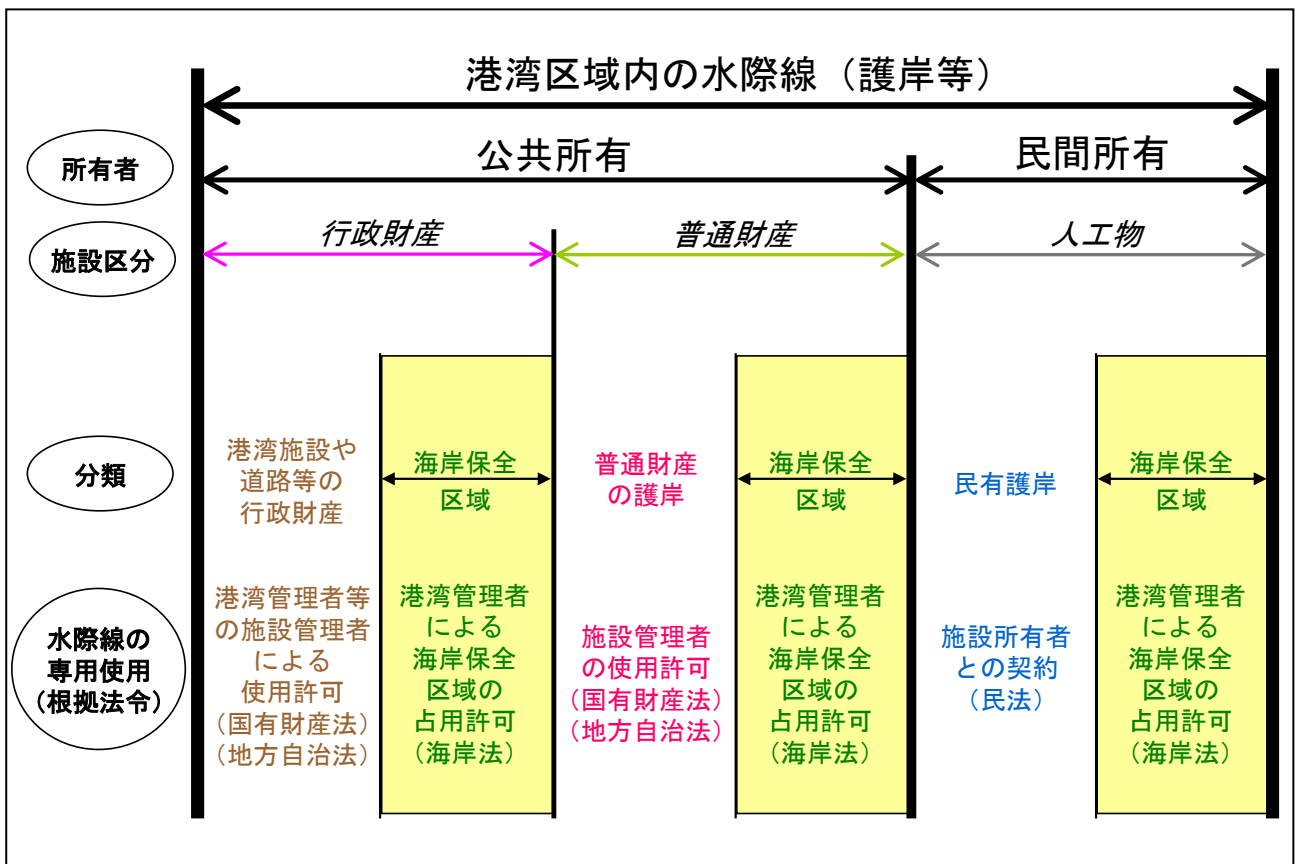 港湾区域内の水際線（護岸等）
所有者
公共所有
民間所有
施設区分
行政財産
普通財産
人工物
分類
港湾施設や
道路等の
行政財産
海岸保全
区域
普通財産
の護岸
海岸保全
区域
民有護岸
海岸保全
区域
水際線の
専用使用
（根拠法令）
港湾管理者等
の施設管理者
による
使用許可
（国有財産法）
（地方自治法）
港湾管理者
による
海岸保全
区域の
占用許可
（海岸法）
施設管理者
の使用許可
（国有財産法）
（地方自治法）
港湾管理者
による
海岸保全
区域の
占用許可
（海岸法）
施設所有者
との契約
（民法）
港湾管理者
による
海岸保全
区域の
占用許可
（海岸法）